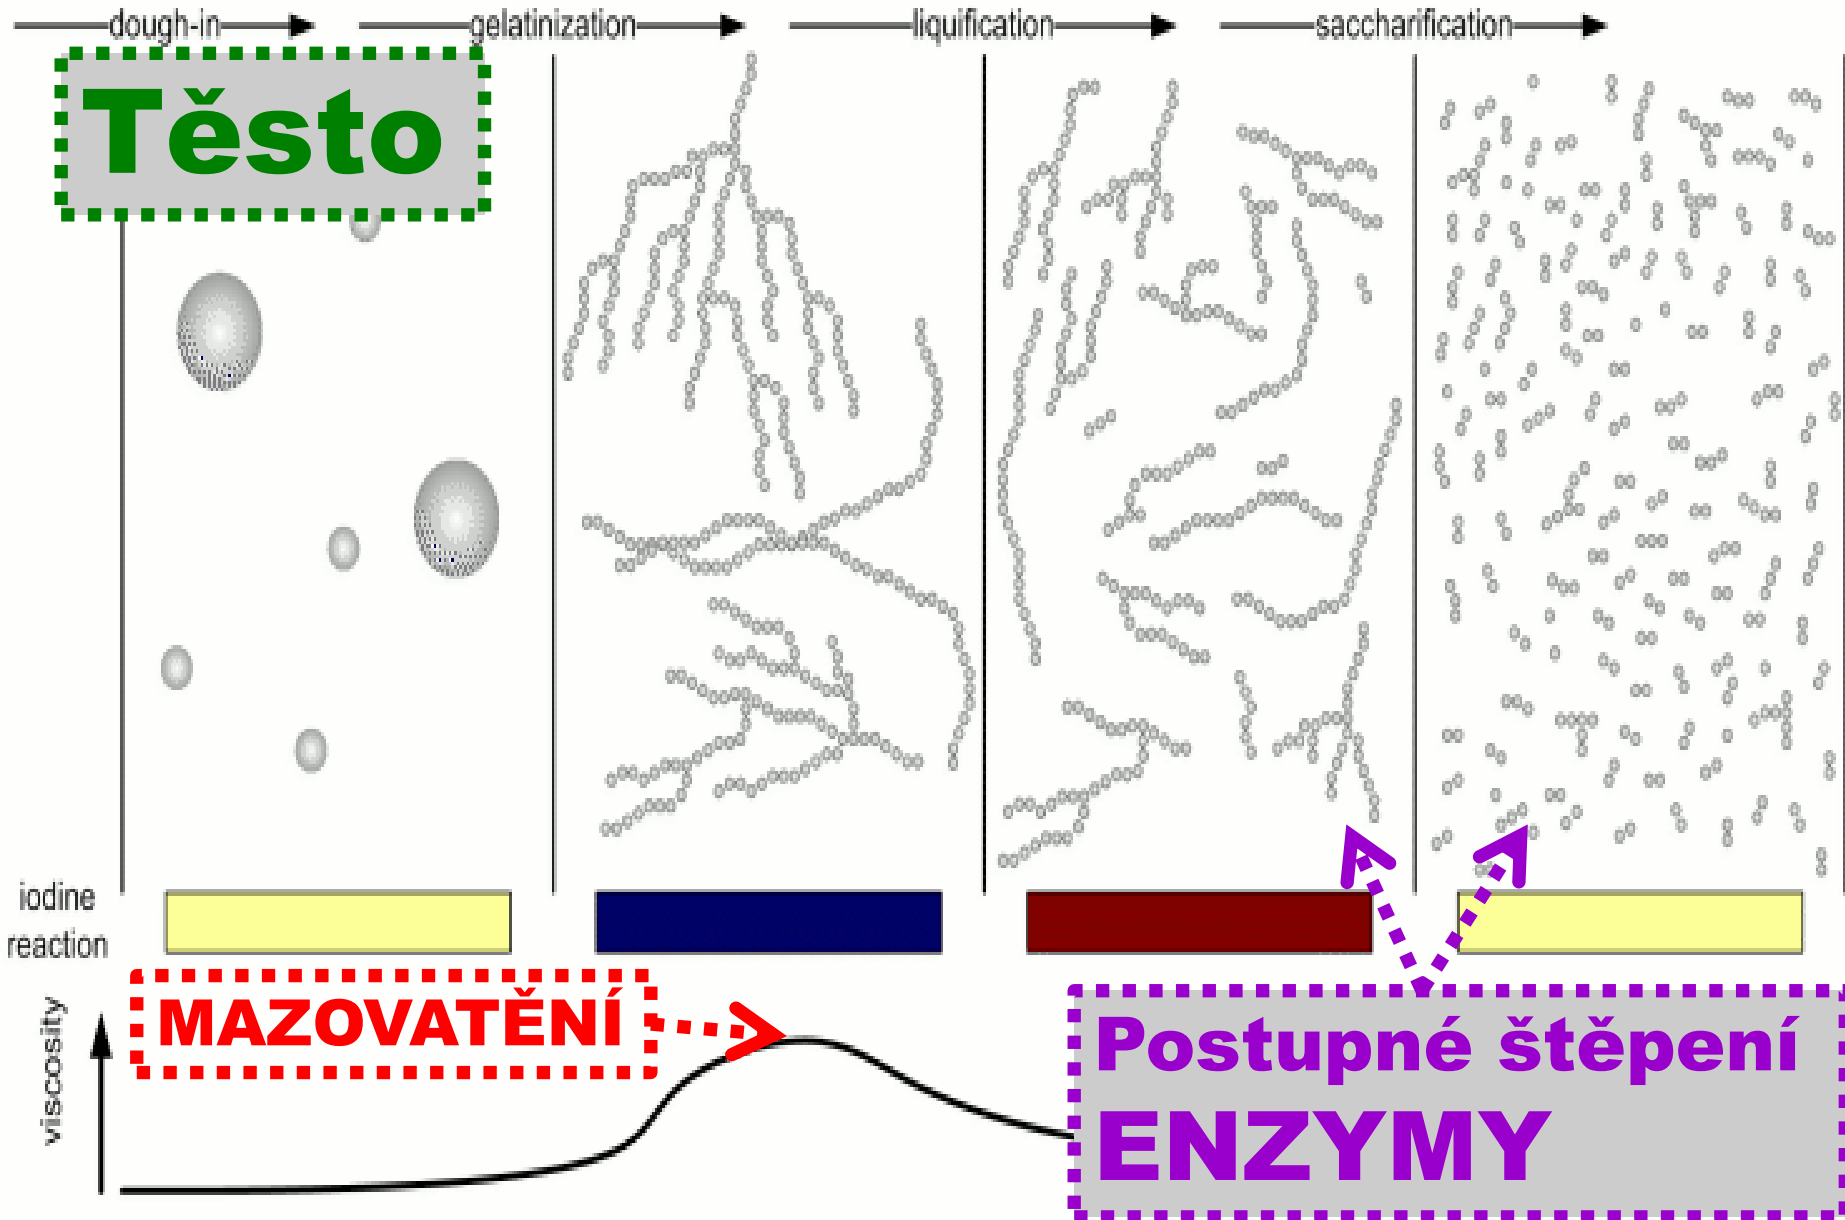 dough-in
gelatinization
liquification
saccharification
Těsto
iodine
reaction
MAZOVATĚNÍ
viscosity
Postupné štěpení
ENZYMY